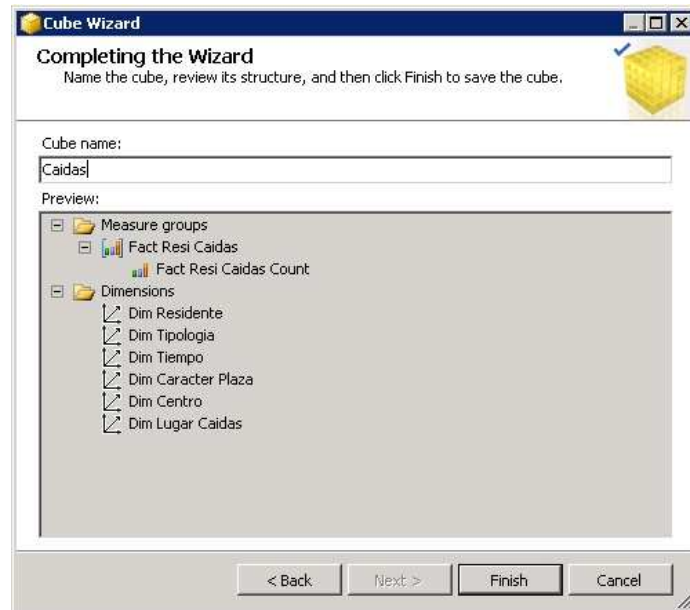 Cube Wizard
Completing the Wizard
Name the cube, review its structure, and then click Finish to save the cube.
Cube name:
Caidas
Preview:
Measure groups
Fact Resi Caidas
Fact Resi Caidas Count
Dimensions
Dim Residente
Dim Tipologia
Dim Tiempo
Dim Caracter Plaza
Dim Centro
Dim Lugar Caidas
< Back Next > Finish Cancel